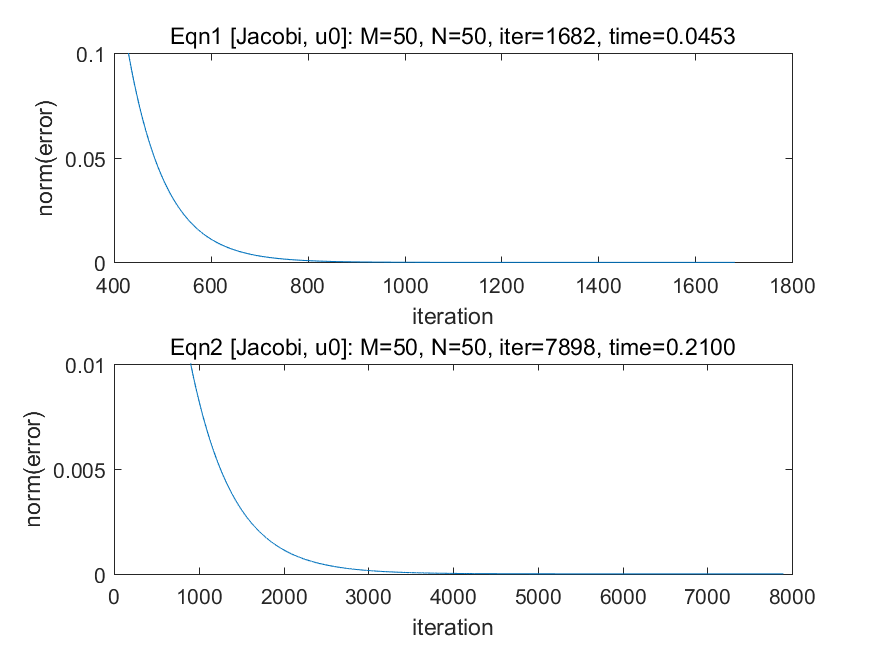 Eqn1 [Jacobi, u0]: M=50, N=50, iter=1682, time=0.0453
norm(error)
0.1
0.05
0
400 600 800 1000 1200 1400 1600 1800
iteration
Eqn2 [Jacobi, u0]: M=50, N=50, iter=7898, time=0.2100
norm(error)
0.01
0.005
0
0 1000 2000 3000 4000 5000 6000 7000 8000
iteration